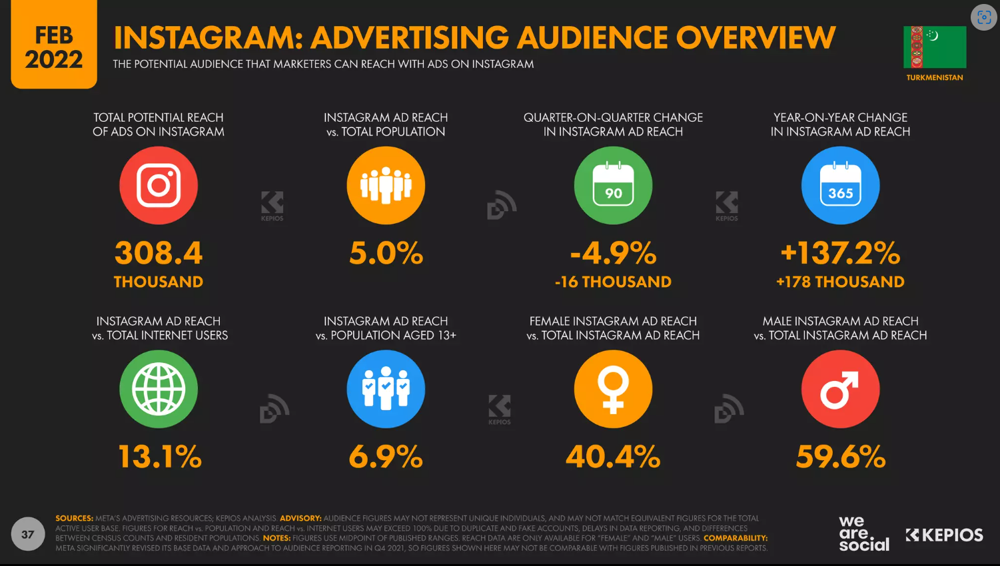 FEB
2022
INSTAGRAM: ADVERTISING AUDIENCE OVERVIEW
THE POTENTIAL AUDIENCE THAT MARKETERS CAN REACH WITH ADS ON INSTAGRAM
TURKMENISTAN
TOTAL POTENTIAL REACH
OF ADS ON INSTAGRAM
308.4
THOUSAND
INSTAGRAM AD REACH
vs. TOTAL POPULATION
5.0%
QUARTER-ON-QUARTER CHANGE
IN INSTAGRAM AD REACH
90
-4.9%
-16 THOUSAND
YEAR-ON-YEAR CHANGE
IN INSTAGRAM AD REACH
365
+137.2%
+178 THOUSAND
KEPIOS
KEPIOS
INSTAGRAM AD REACH
vs. TOTAL INTERNET USERS
13.1%
INSTAGRAM AD REACH
vs. POPULATION AGED 13+
6.9%
FEMALE INSTAGRAM AD REACH
vs. TOTAL INSTAGRAM AD REACH
40.4%
MALE INSTAGRAM AD REACH
vs. TOTAL INSTAGRAM AD REACH
59.6%
KEPIOS
37
SOURCES: META'S ADVERTISING RESOURCES; KEPIOS ANALYSIS. ADVISORY: AUDIENCE FIGURES MAY NOT REPRESENT UNIQUE INDIVIDUALS, AND MAY NOT MATCH EQUIVALENT FIGURES FOR THE TOTAL
ACTIVE USER BASE. FIGURES FOR REACH vs. POPULATION AND REACH vs. INTERNET USERS MAY EXCEED 100% DUE TO DUPLICATE AND FAKE ACCOUNTS, DELAYS IN DATA REPORTING, AND DIFFERENCES
BETWEEN CENSUS COUNTS AND RESIDENT POPULATIONS. NOTES: FIGURES USE MIDPOINT OF PUBLISHED RANGES. REACH DATA ARE ONLY AVAILABLE FOR "FEMALE" AND "MALE" USERS. COMPARABILITY:
META SIGNIFICANTLY REVISED ITS BASE DATA AND APPROACH TO AUDIENCE REPORTING IN Q4 2021, SO FIGURES SHOWN HERE MAY NOT BE COMPARABLE WITH FIGURES PUBLISHED IN PREVIOUS REPORTS.
we
are
social
KEPIOS